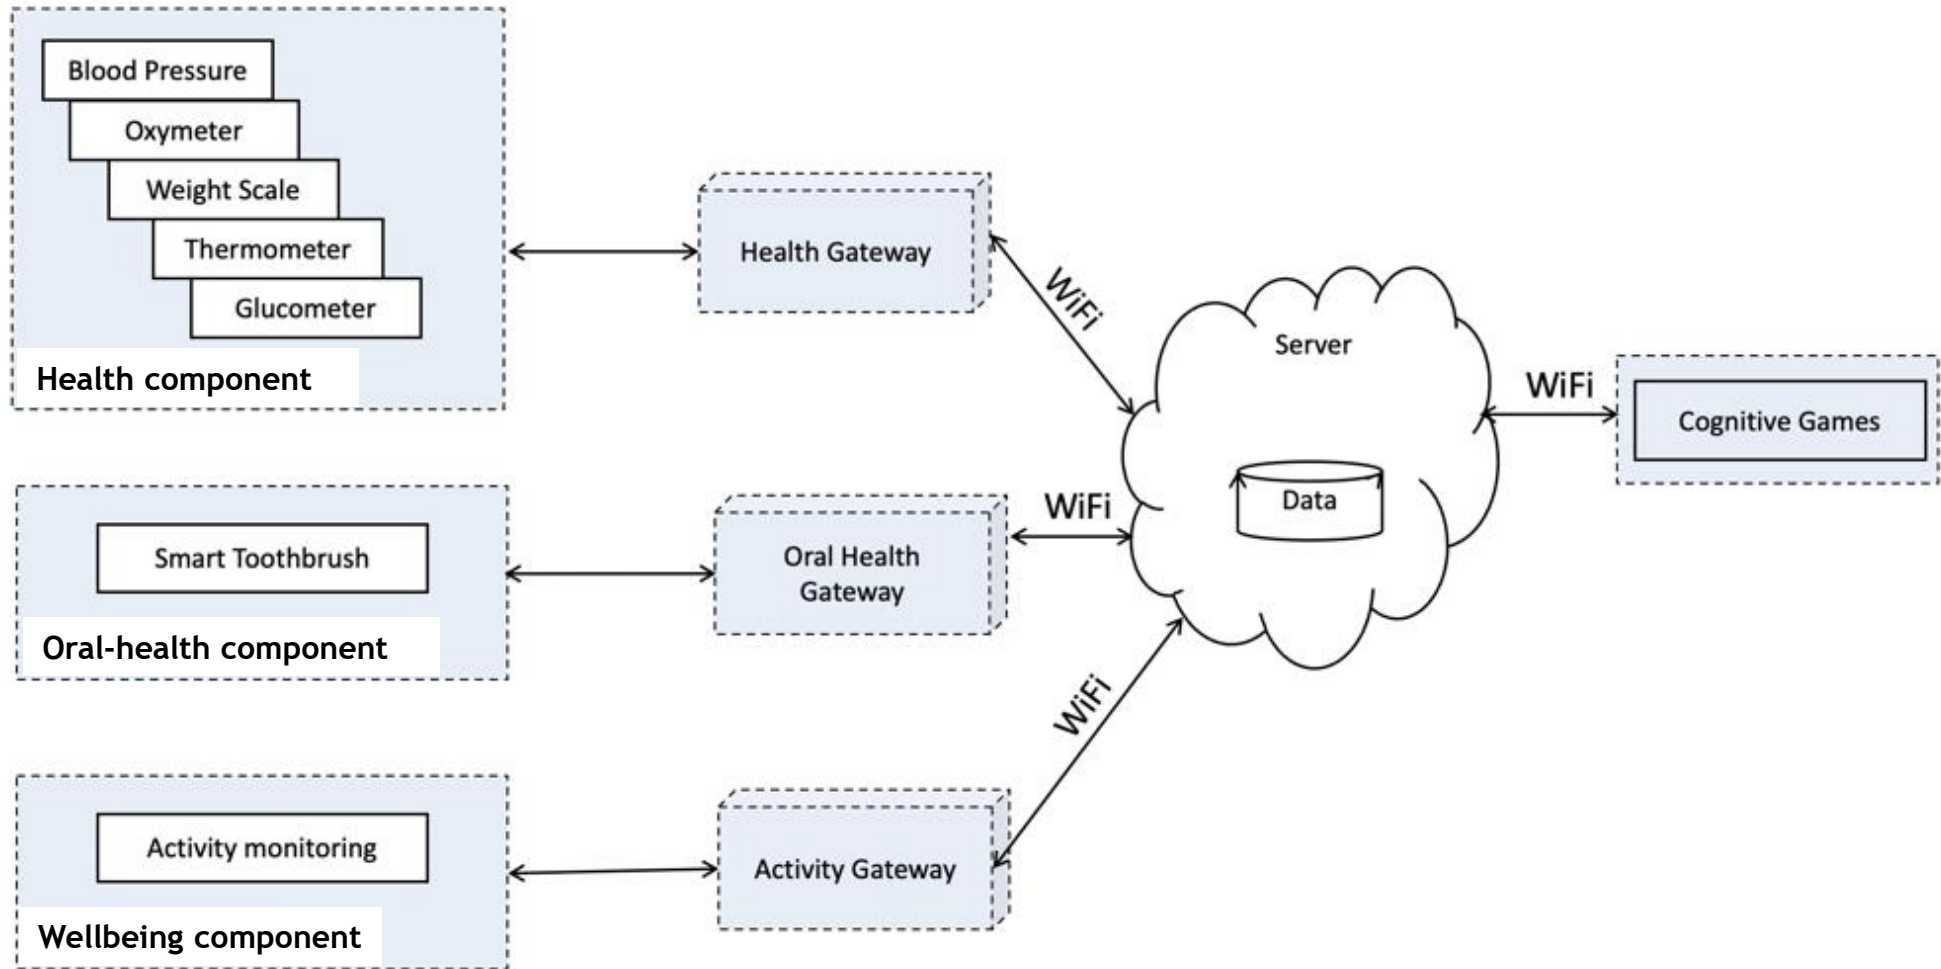 Blood Pressure
Oxymeter
Weight Scale
Thermometer
Glucometer
Health component
Health Gateway
WiFi
Server
Data
WiFi
Cognitive Games
Smart Toothbrush
Oral-health component
Oral Health
Gateway
WiFi
Activity monitoring
Wellbeing component
Activity Gateway
WiFi